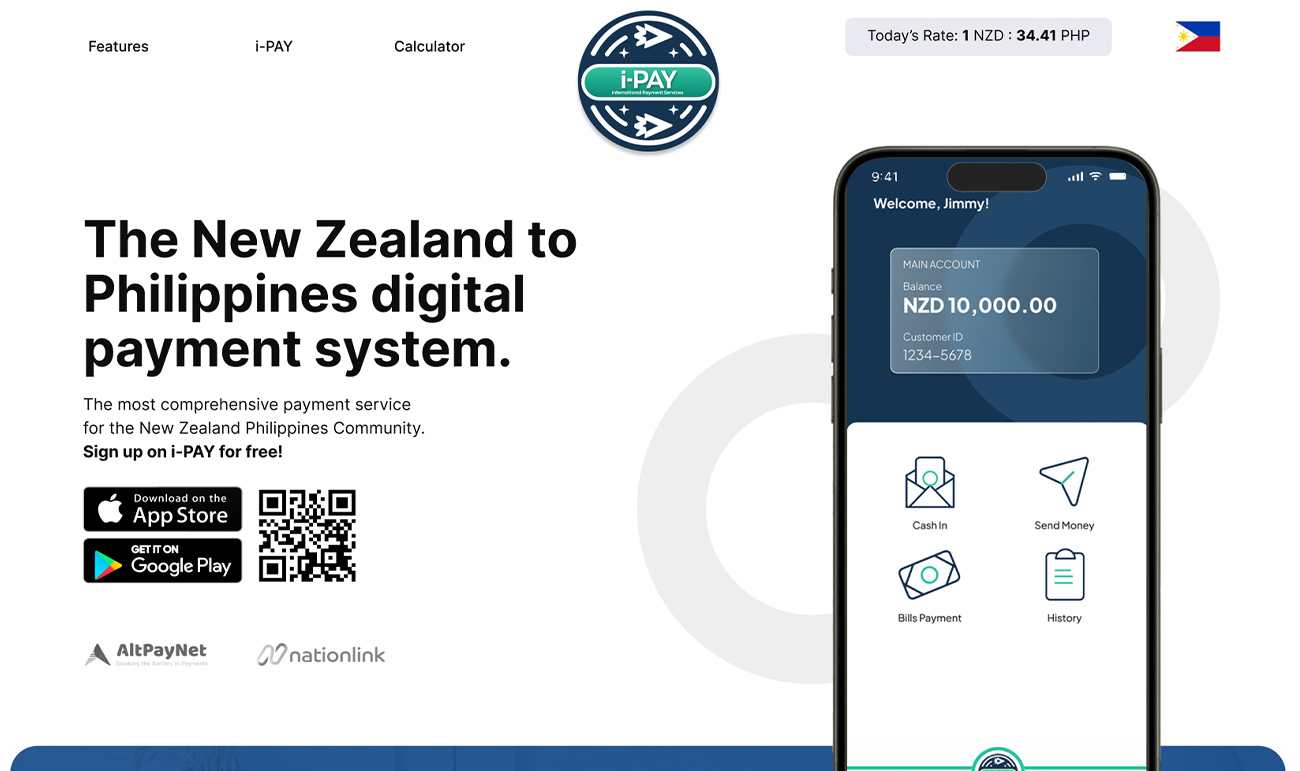 Features
i-PAY
Calculator
i-PAY
International Payment Services
Today's Rate: 1 NZD : 34.41 PHP
The New Zealand to
Philippines digital
payment system.
The most comprehensive payment service
for the New Zealand Philippines Community.
Sign up on i-PAY for free!
Download on the
App Store
GET IT ON
Google Play
AltPayNet
Breaking the Barriers in Payments
nationlink
9:41
Welcome, Jimmy!
MAIN ACCOUNT
Balance
NZD 10,000.00
Customer ID
1234-5678
Cash In
Send Money
Bills Payment
History